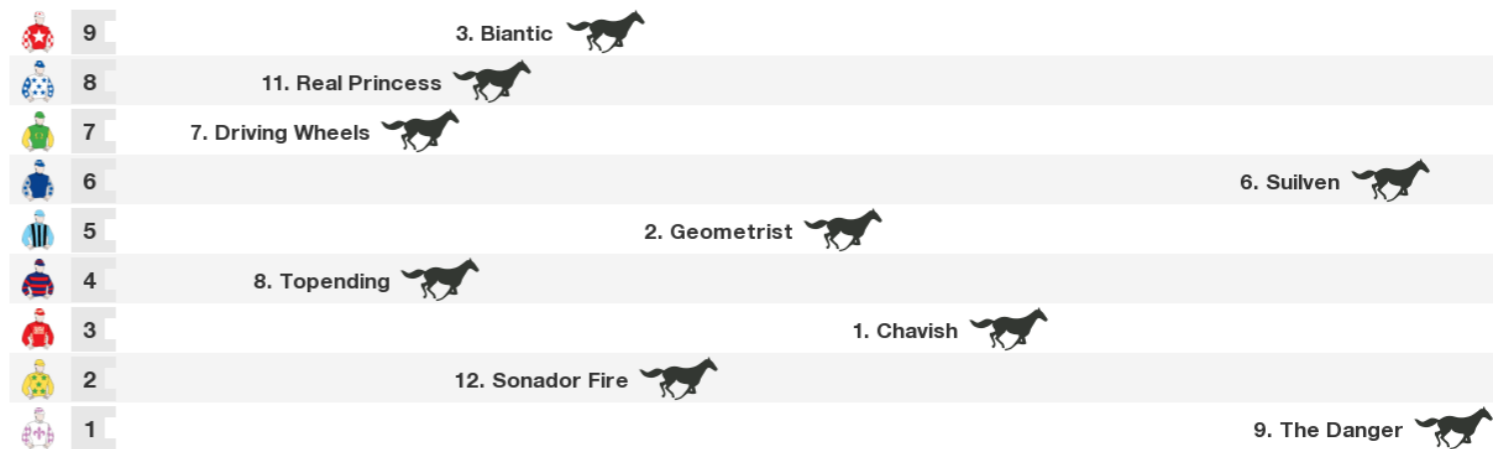 9 3. Biantic
8 11. Real Princess
7 7. Driving Wheels
6 6. Suilven
5 2. Geometrist
4 8. Topending
3 1. Chavish
2 12. Sonador Fire
1 9. The Danger